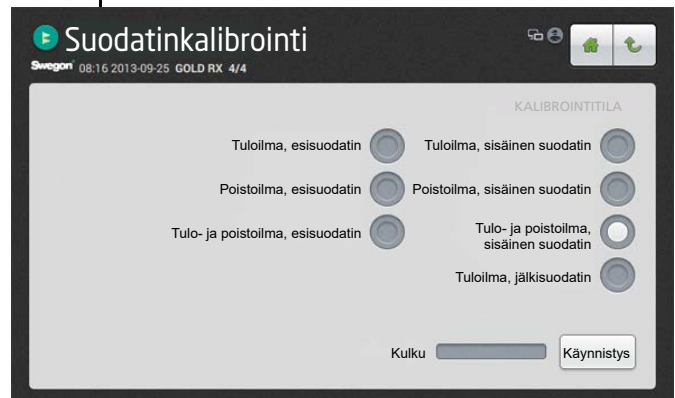 Suodatinkalibrointi
Swegon 08:16 2013-09-25 GOLD RX 4/4
KALIBROINTITILA
Tuloilma, esisuodatin
Tuloilma, sisäinen suodatin
Poistoilma, esisuodatin
Poistoilma, sisäinen suodatin
Tulo- ja poistoilma, esisuodatin
Tulo- ja poistoilma,
sisäinen suodatin
Tuloilma, jälkisuodatin
Kulku
Käynnistys